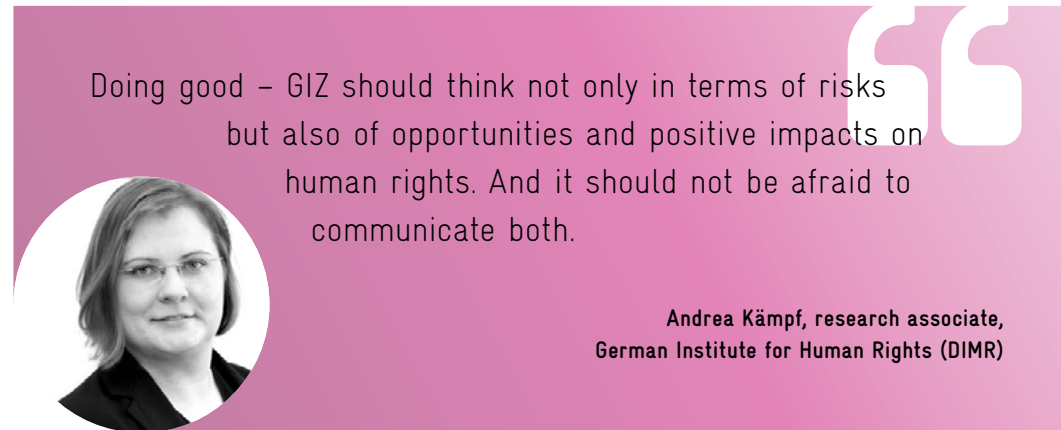 Doing good – GIZ should think not only in terms of risks
but also of opportunities and positive impacts on
human rights. And it should not be afraid to
communicate both.
Andrea Kämpf, research associate,
German Institute for Human Rights (DIMR)